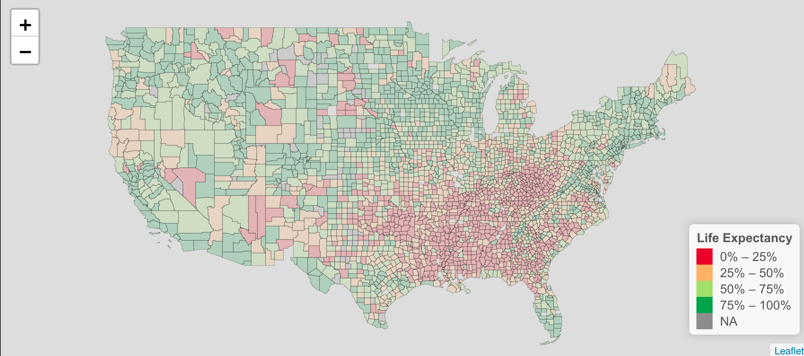 +
−
Life Expectancy
0% – 25%
25% – 50%
50% – 75%
75% – 100%
NA
Leaflet